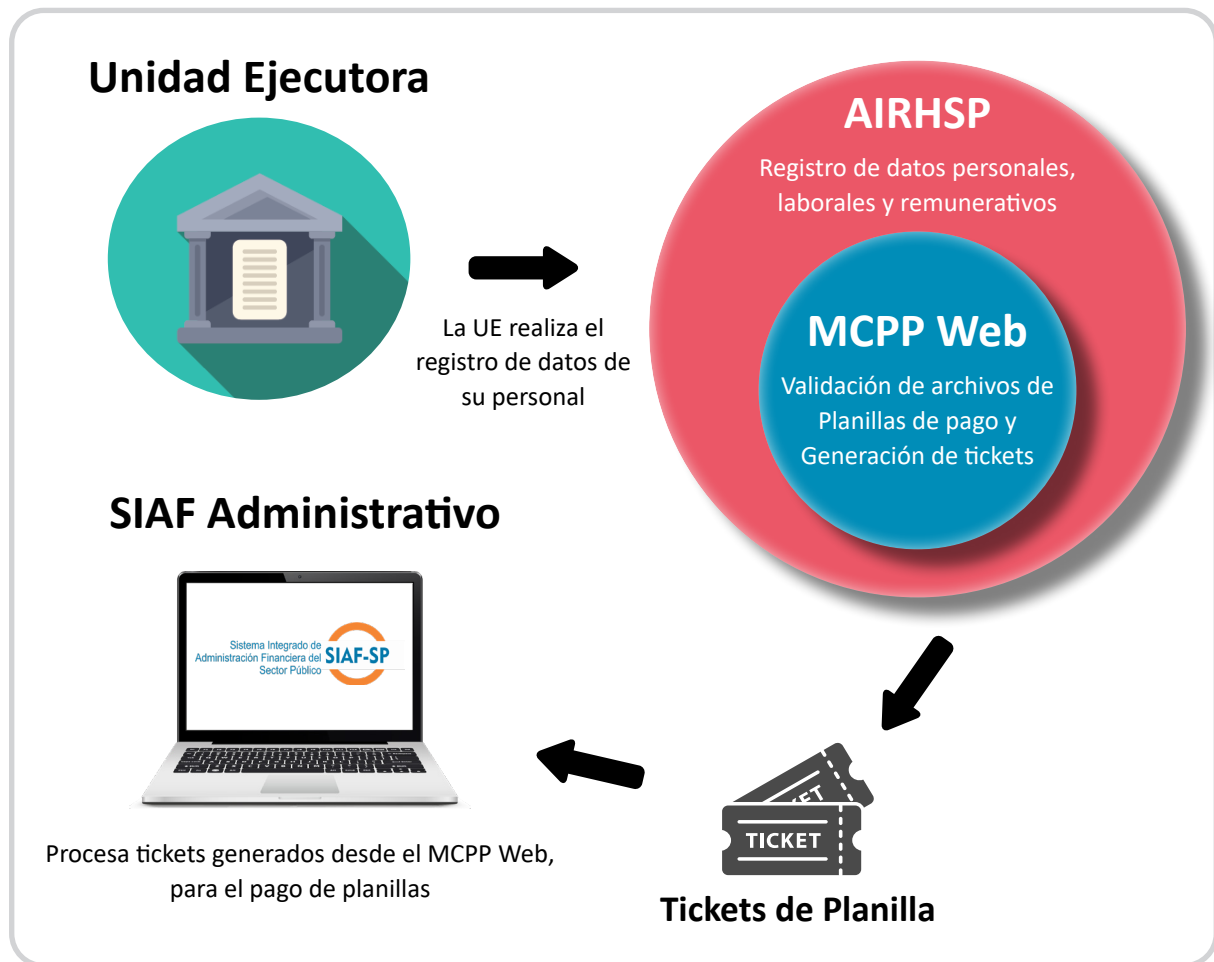 Unidad Ejecutora
La UE realiza el
registro de datos de
su personal
AIRHSP
Registro de datos personales,
laborales y remunerativos
MCPP Web
Validación de archivos de
Planillas de pago y
Generación de tickets
SIAF Administrativo
Sistema Integrado de
Administración Financiera del
Sector Público
SIAF-SP
Procesa tickets generados desde el MCPP Web,
para el pago de planillas
TICKET
Tickets de Planilla